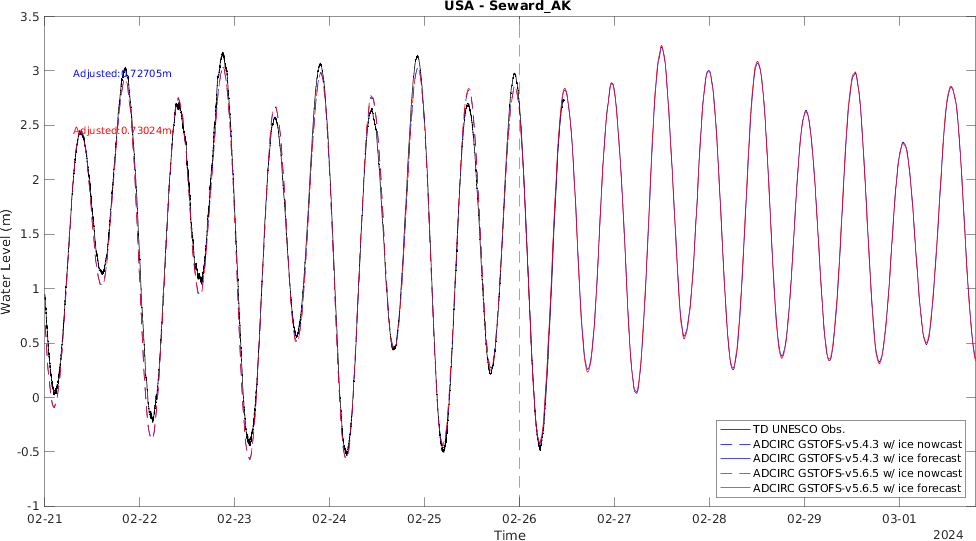 USA - Seward_AK
3.5
3
2.5
2
1.5
1
0.5
0
-0.5
-1
Water Level (m)
Adjusted:0.72705m
Adjusted:0.73024m
TD UNESCO Obs.
ADCIRC GSTOFS-v5.4.3 w/ ice nowcast
ADCIRC GSTOFS-v5.4.3 w/ ice forecast
ADCIRC GSTOFS-v5.6.5 w/ ice nowcast
ADCIRC GSTOFS-v5.6.5 w/ ice forecast
02-21 02-22 02-23 02-24 02-25 02-26 02-27 02-28 02-29 03-01
Time
2024